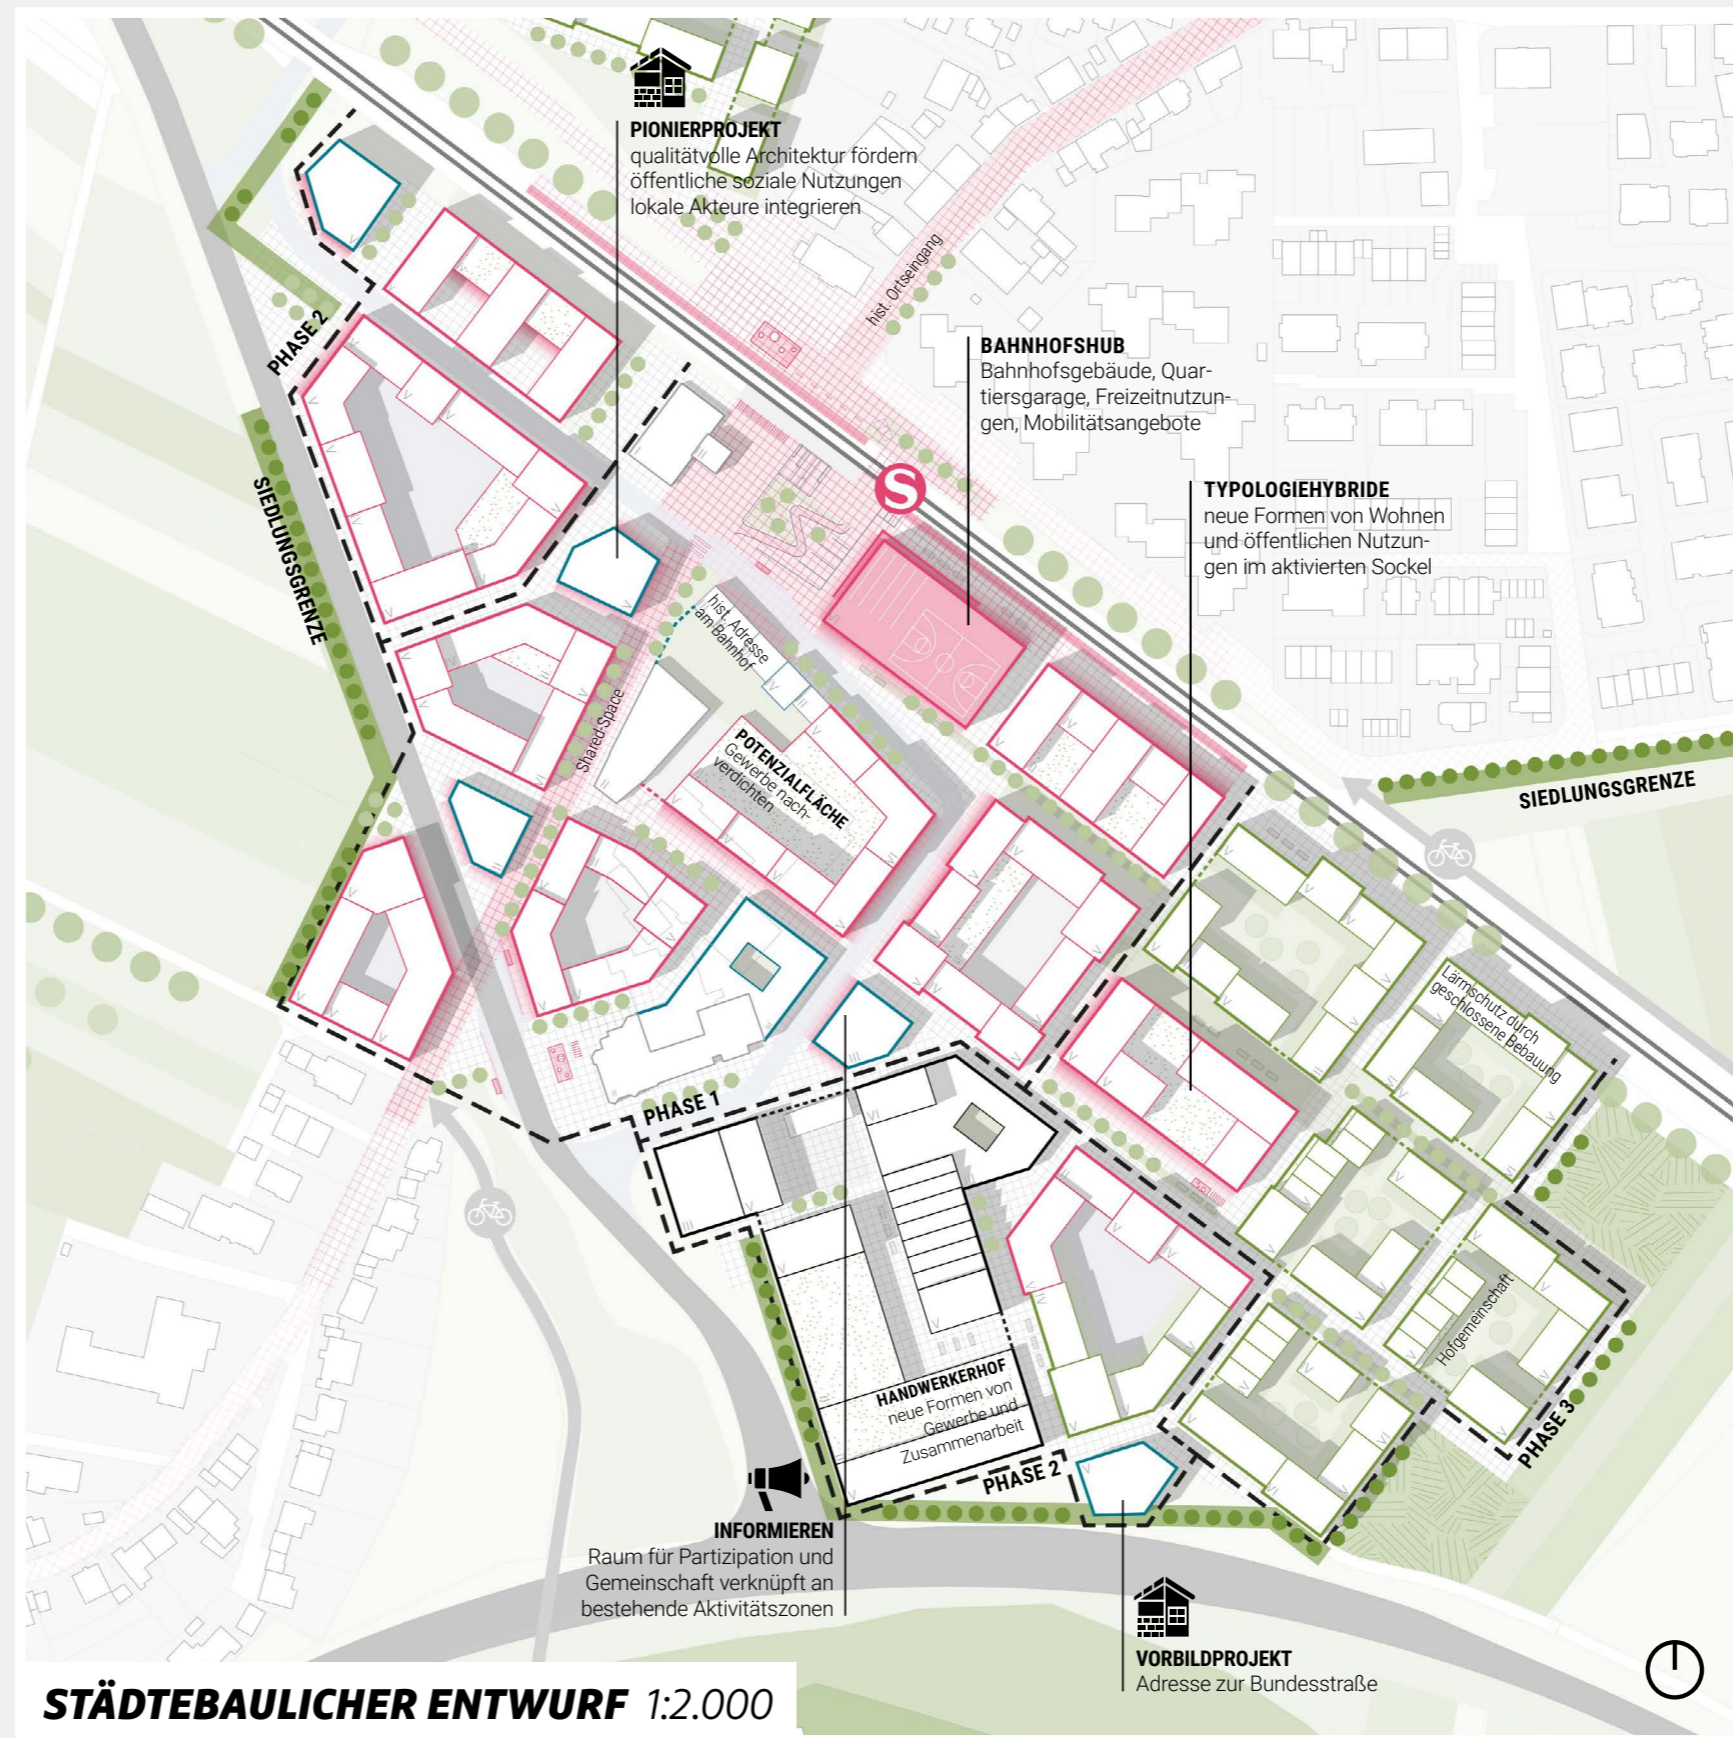 PIONIERPROJEKT
qualitätvolle Architektur fördern
öffentliche soziale Nutzungen
lokale Akteure integrieren
hist. Ortseingang
BAHNHOFSHUB
Bahnhofsgebäude, Quar-
tiersgarage, Freizeitnutzun-
gen, Mobilitätsangebote
PHASE 2
S
TYPOLOGIEHYBRIDE
neue Formen von Wohnen
und öffentlichen Nutzun-
gen im aktivierten Sockel
SIEDLUNGSGRENZE
hist. Adresse
am Bahnhof
Shared-Space
POTENZIALFLÄCHE
Gewerbe nach-
verdichten
SIEDLUNGSGRENZE
Lärmschutz durch
geschlossene Bebauung
PHASE 1
Hofgemeinschaft
HANDWERKERHOF
neue Formen von
Gewerbe und
Zusammenarbeit
PHASE 2
PHASE 3
INFORMIEREN
Raum für Partizipation und
Gemeinschaft verknüpft an
bestehende Aktivitätszonen
VORBILDPROJEKT
Adresse zur Bundesstraße
STÄDTEBAULICHER ENTWURF 1:2.000